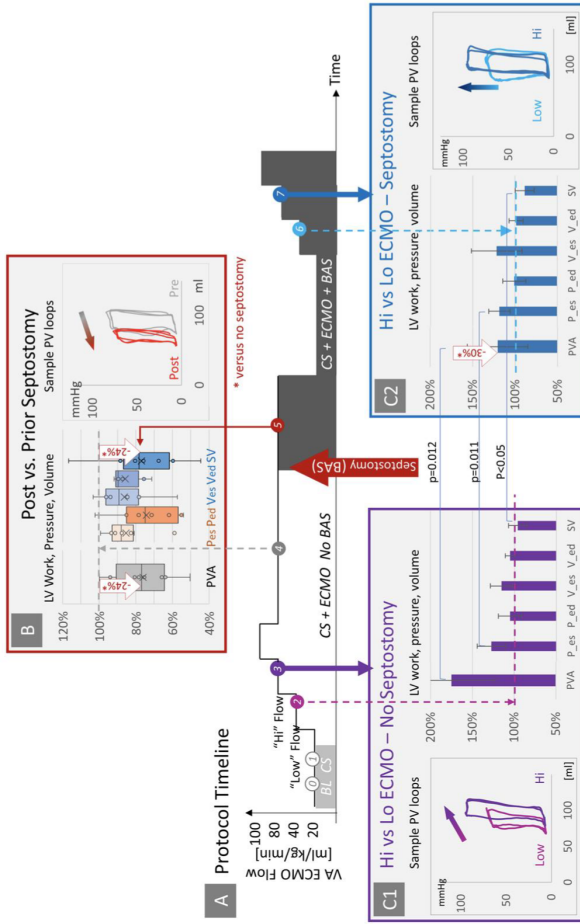 A
Protocol Timeline
VA ECMO Flow
[ml/kg/min]
100
80
60
40
20
"Hi" Flow
"Low" Flow
0
1
2
3
4
5
6
7
BL CS
CS + ECMO No BAS
CS + ECMO + BAS
Time
Septostomy (BAS)
B
Post vs. Prior Septostomy
LV Work, Pressure, Volume
Sample PV loops
120%
100%
80%
60%
40%
-24%*
-24%*
PVA
Pes Ped Ves Ved SV
mmHg
100
50
0
Post
Pre
0
100
ml
* versus no septostomy
C1
Hi vs Lo ECMO – No Septostomy
Sample PV loops
LV work, pressure, volume
mmHg
100
50
0
Low
Hi
0
50
100
[ml]
200%
150%
100%
50%
PVA
P_es
P_ed
V_es
V_ed
SV
p=0.012
p=0.011
P<0.05
C2
Hi vs Lo ECMO – Septostomy
LV work, pressure, volume
Sample PV loops
200%
150%
100%
50%
-30%*
PVA
P_es
P_ed
V_es
V_ed
SV
mmHg
100
50
0
Low
Hi
0
50
100
[ml]